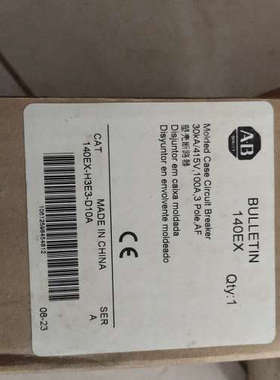 AB
QUALITY
BULLETIN
140EX Qty:1
Molded Case Circuit Breaker
30kA/415V,100A,3 Pole,AF
塑壳断路器
Disjuntor em caixa moldada
Disyuntor en envolvente moldeado
CE
MADE IN CHINA
CAT
140EX-H3E3-D10A
SER
A
08-23